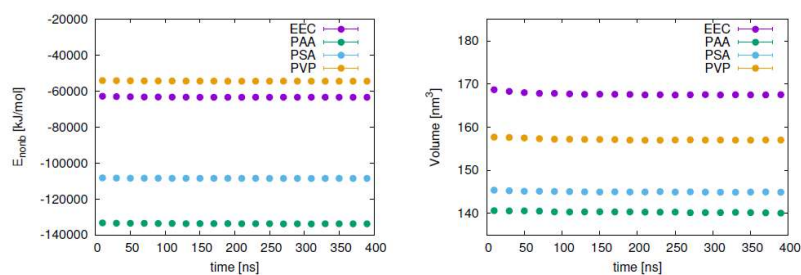 -20000
-40000
-60000
-80000
-100000
-120000
-140000
E_nonb [kJ/mol]
EEC
PAA
PSA
PVP
0 50 100 150 200 250 300 350 400
time [ns]
180
170
160
150
140
Volume [nm³]
EEC
PAA
PSA
PVP
0 50 100 150 200 250 300 350 400
time [ns]